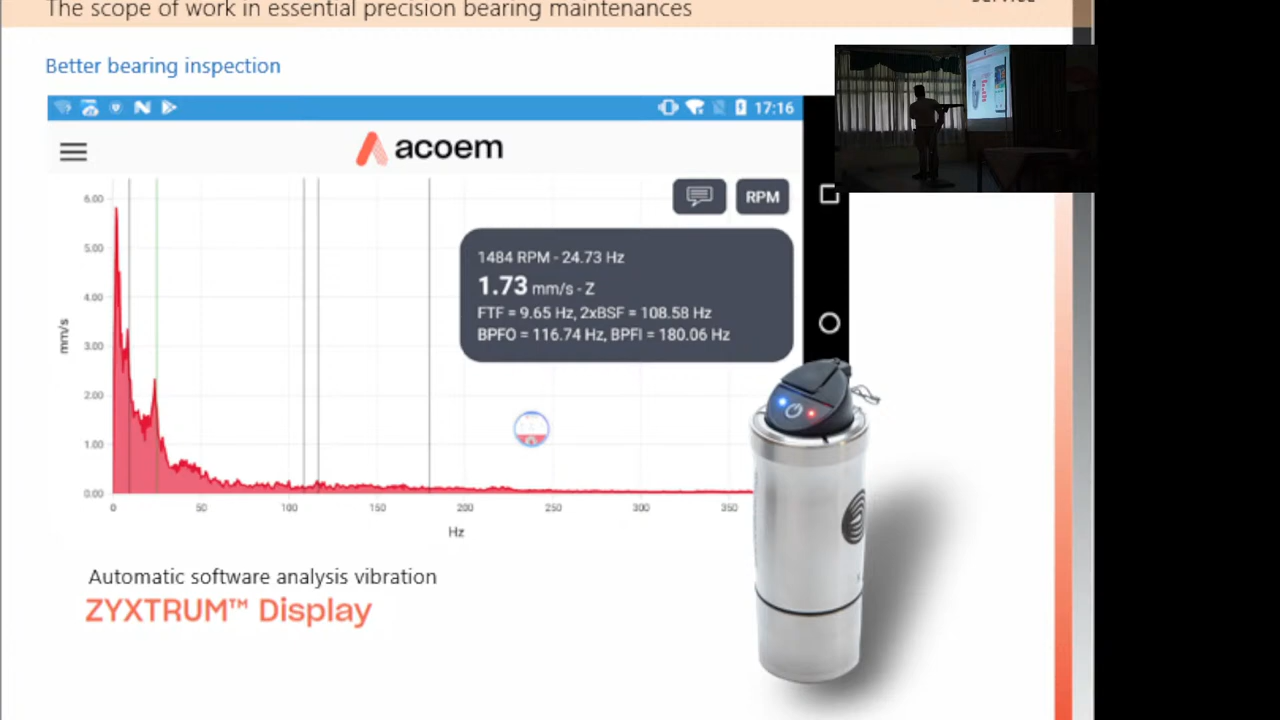 The scope of work in essential precision bearing maintenances
Better bearing inspection
17:16
acoem
RPM
1484 RPM - 24.73 Hz
1.73 mm/s - Z
FTF = 9.65 Hz, 2xBSF = 108.58 Hz
BPFO = 116.74 Hz, BPFI = 180.06 Hz
6.00
5.00
4.00
3.00
2.00
1.00
0.00
mm/s
0 50 100 150 200 250 300 350
Hz
Automatic software analysis vibration
ZYXTRUM™ Display